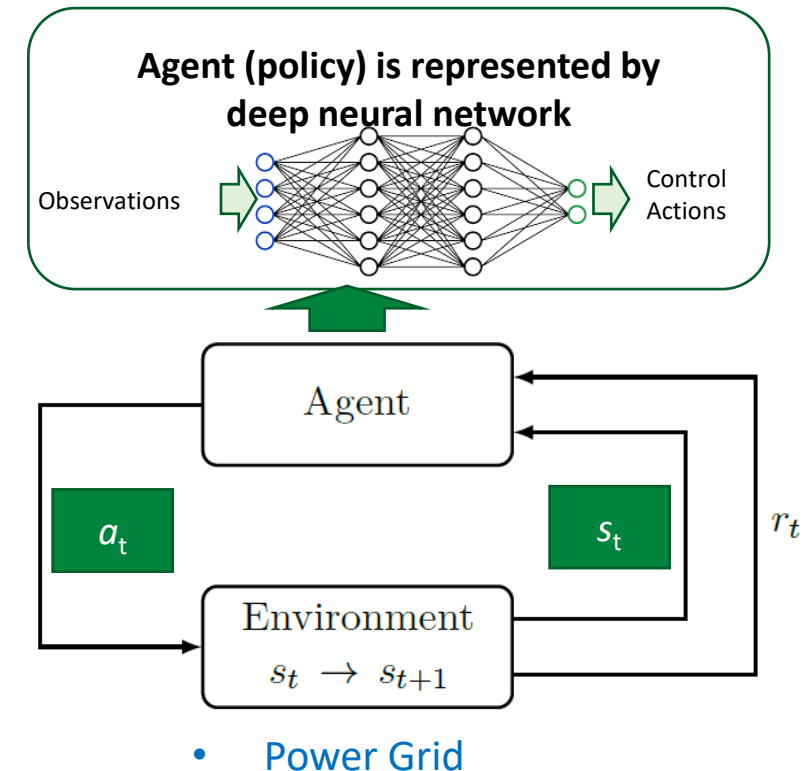 Agent (policy) is represented by
deep neural network
Observations
Control
Actions
Agent
a_t
s_t
r_t
Environment
s_t → s_{t+1}
• Power Grid